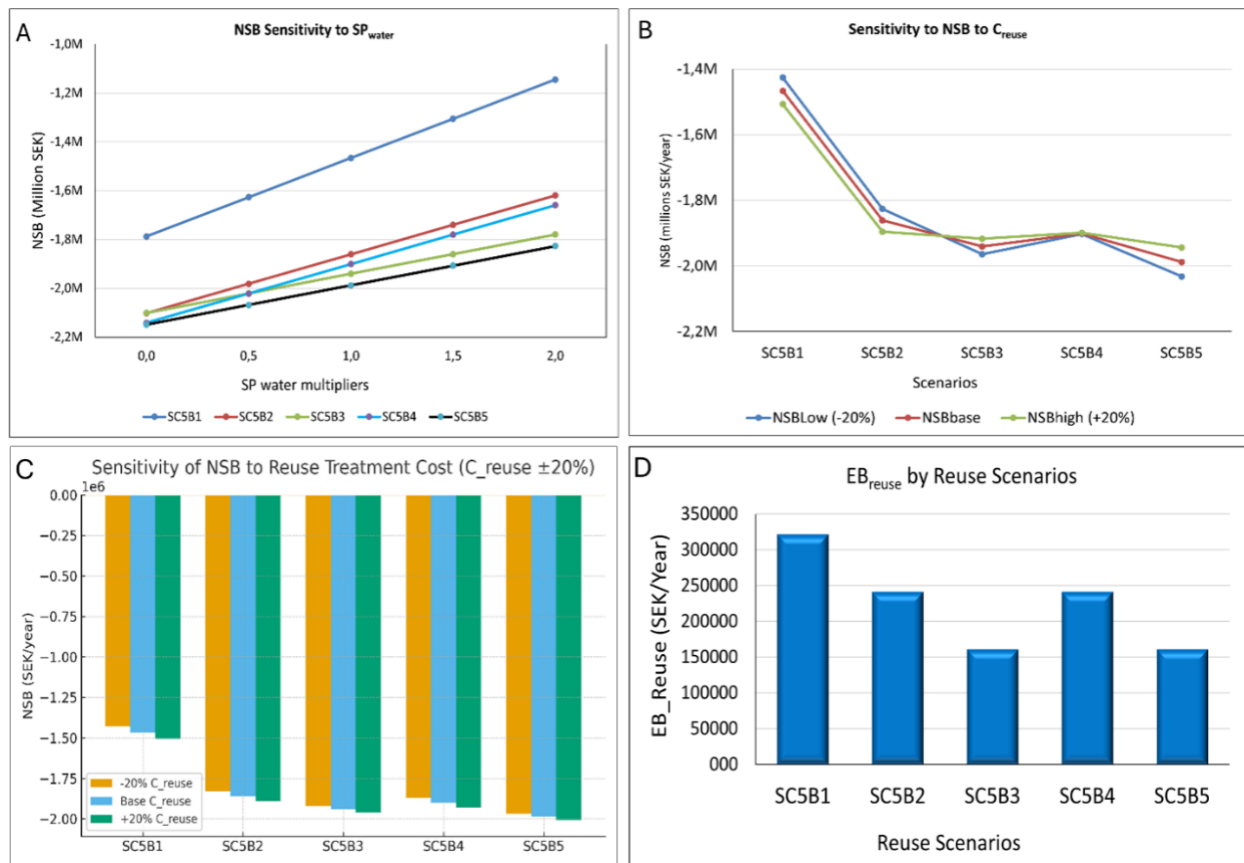 A
NSB Sensitivity to SPwater
NSB (Million SEK)
-1,0M
-1,2M
-1,4M
-1,6M
-1,8M
-2,0M
-2,2M
0,0 0,5 1,0 1,5 2,0
SP water multipliers
SC5B1 SC5B2 SC5B3 SC5B4 SC5B5
B
Sensitivity to NSB to Creuse
NSB (millions SEK/year)
-1,4M
-1,6M
-1,8M
-2,0M
-2,2M
SC5B1 SC5B2 SC5B3 SC5B4 SC5B5
Scenarios
NSBLow (-20%) NSBbase NSBhigh (+20%)
C
Sensitivity of NSB to Reuse Treatment Cost (C_reuse ±20%)
1e6
NSB (SEK/year)
0.00
−0.25
−0.50
−0.75
−1.00
−1.25
−1.50
−1.75
−2.00
-20% C_reuse
Base C_reuse
+20% C_reuse
SC5B1 SC5B2 SC5B3 SC5B4 SC5B5
D
EBreuse by Reuse Scenarios
EB_Reuse (SEK/Year)
350000
300000
250000
200000
150000
100000
50000
000
SC5B1 SC5B2 SC5B3 SC5B4 SC5B5
Reuse Scenarios